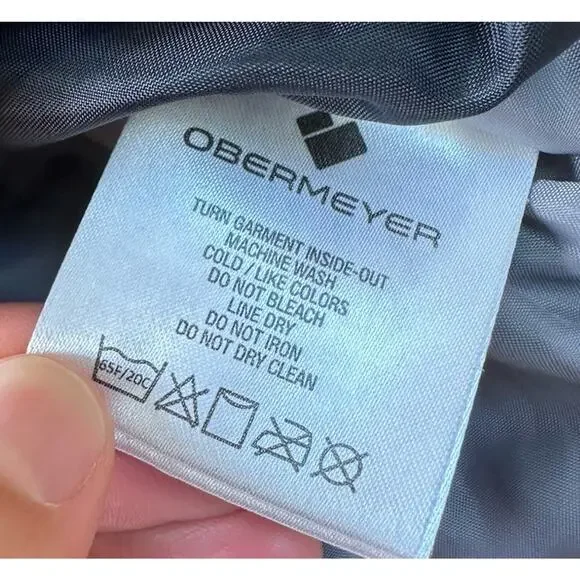 OBERMEYER
TURN GARMENT INSIDE-OUT
MACHINE WASH
COLD / LIKE COLORS
DO NOT BLEACH
LINE DRY
DO NOT IRON
DO NOT DRY CLEAN
65F/20C